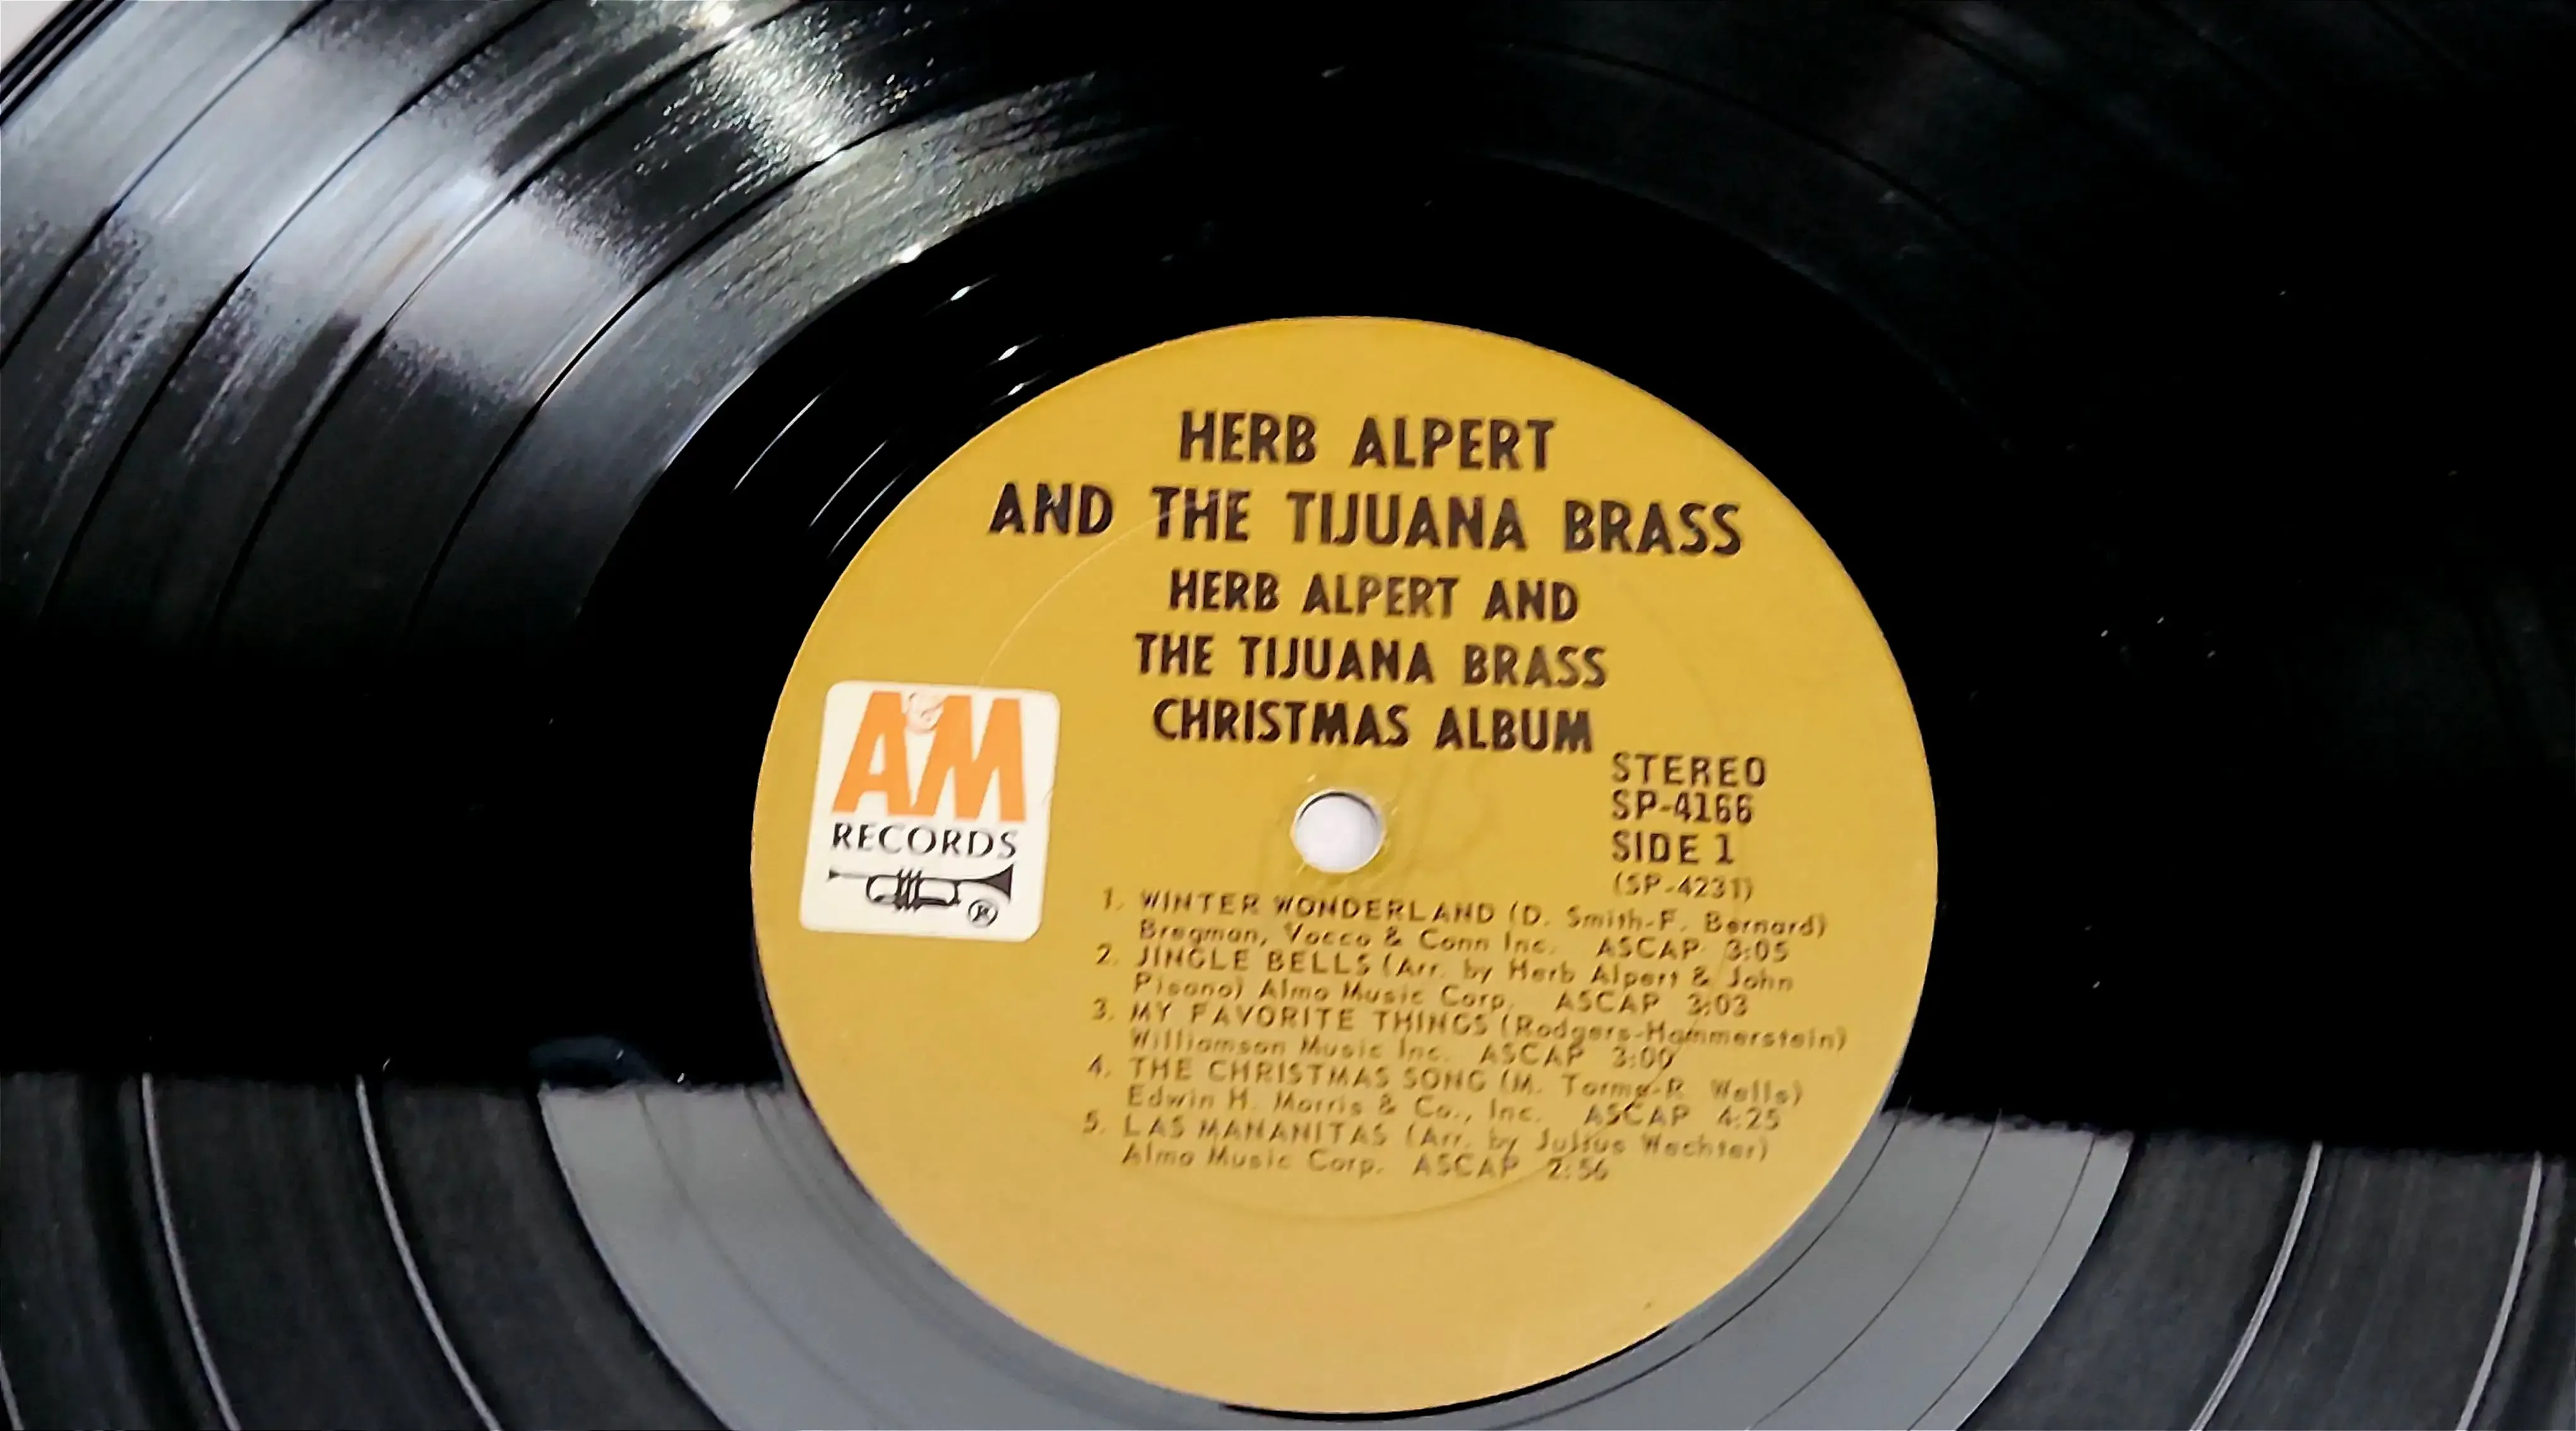 HERB ALPERT
AND THE TIJUANA BRASS
HERB ALPERT AND
THE TIJUANA BRASS
CHRISTMAS ALBUM
A&M
RECORDS
®
STEREO
SP-4166
SIDE 1
(SP-4231)
1. WINTER WONDERLAND (D. Smith-F. Bernard)
Bregman, Vocco & Conn Inc. ASCAP 3:05
2. JINGLE BELLS (Arr. by Herb Alpert & John
Pisano) Almo Music Corp. ASCAP 3:03
3. MY FAVORITE THINGS (Rodgers-Hammerstein)
Williamson Music Inc. ASCAP 3:00
4. THE CHRISTMAS SONG (M. Torme-R. Wells)
Edwin H. Morris & Co., Inc. ASCAP 4:25
5. LAS MANANITAS (Arr. by Julius Wechter)
Almo Music Corp. ASCAP 2:56